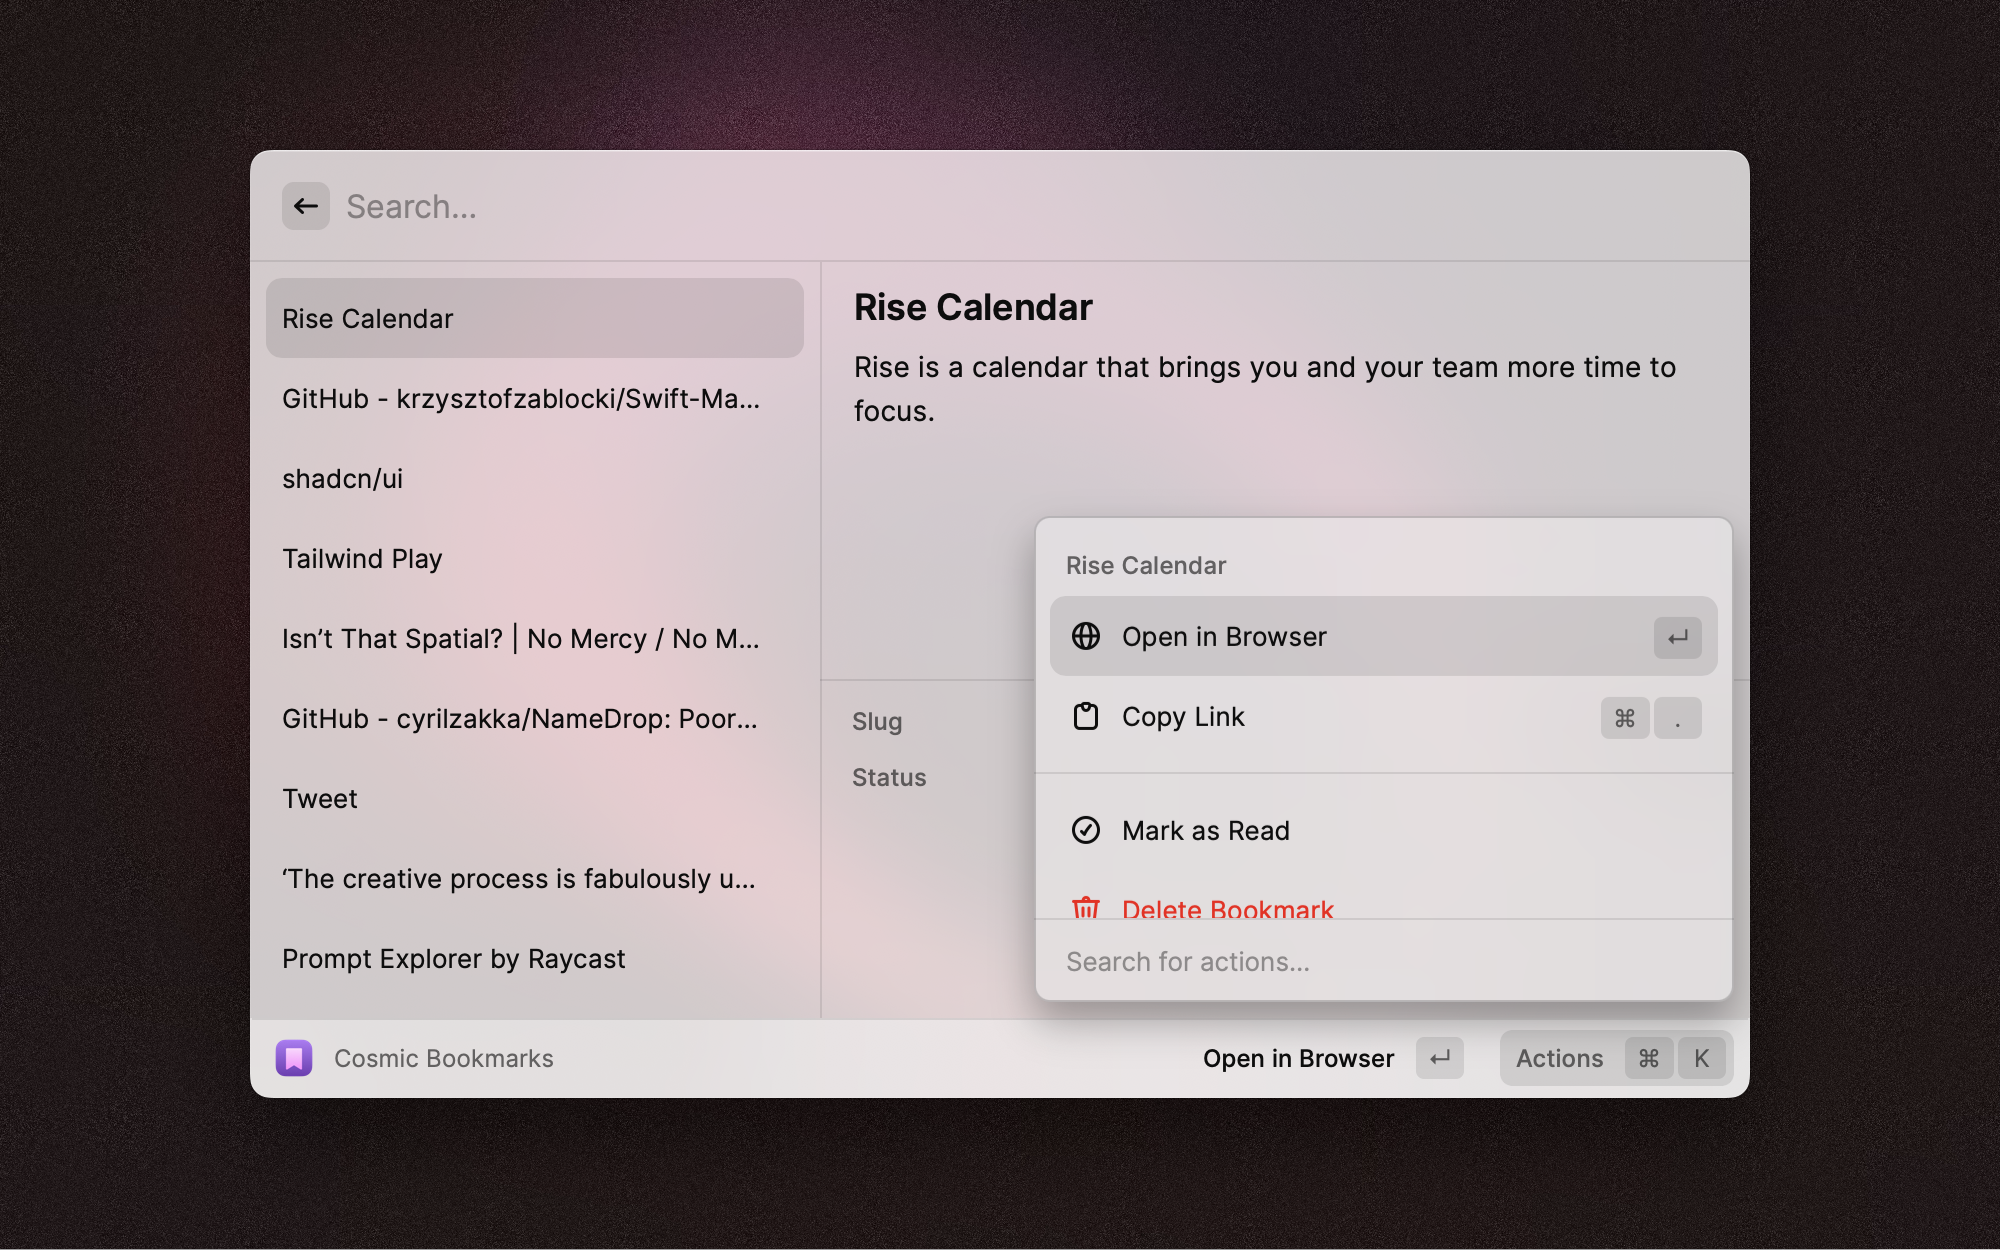 Search...
Rise Calendar
GitHub - krzysztofzablocki/Swift-Ma...
shadcn/ui
Tailwind Play
Isn’t That Spatial? | No Mercy / No M...
GitHub - cyrilzakka/NameDrop: Poor...
Tweet
‘The creative process is fabulously u...
Prompt Explorer by Raycast
Rise Calendar
Rise is a calendar that brings you and your team more time to
focus.
Slug
Status
Rise Calendar
Open in Browser ↵
Copy Link ⌘ .
Mark as Read
Delete Bookmark
Search for actions...
Cosmic Bookmarks
Open in Browser ↵
Actions ⌘ K